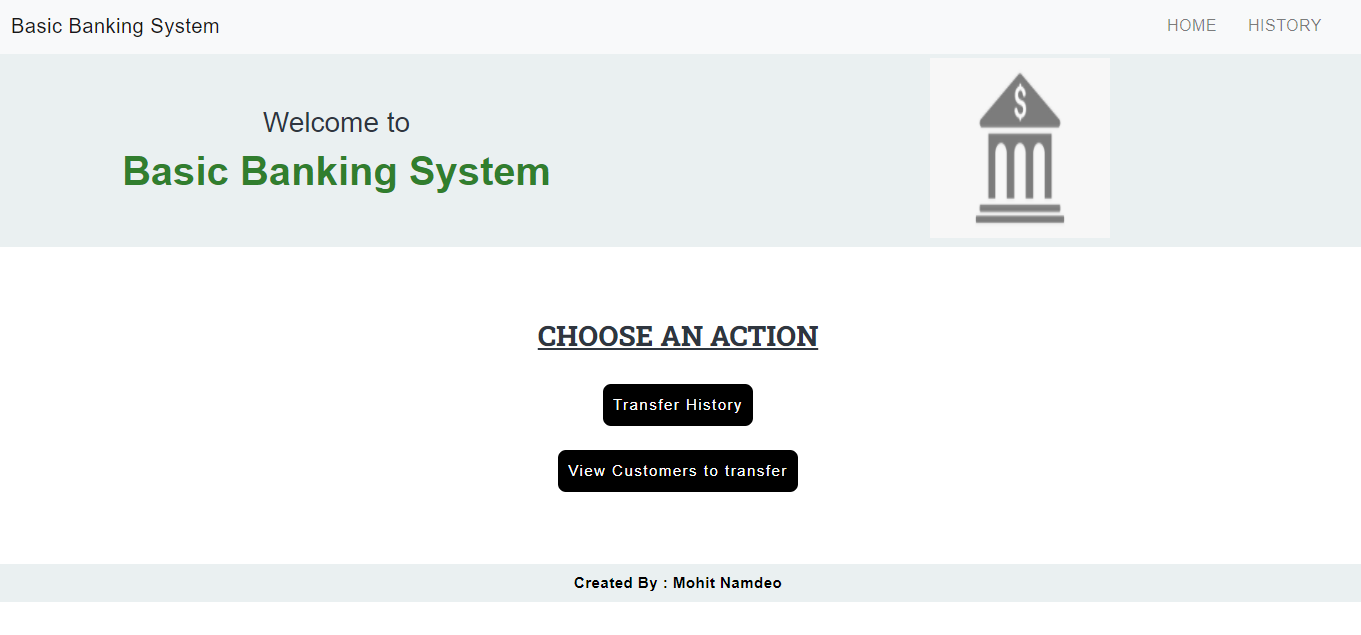 Basic Banking System
HOME
HISTORY
Welcome to
Basic Banking System
$
CHOOSE AN ACTION
Transfer History
View Customers to transfer
Created By : Mohit Namdeo